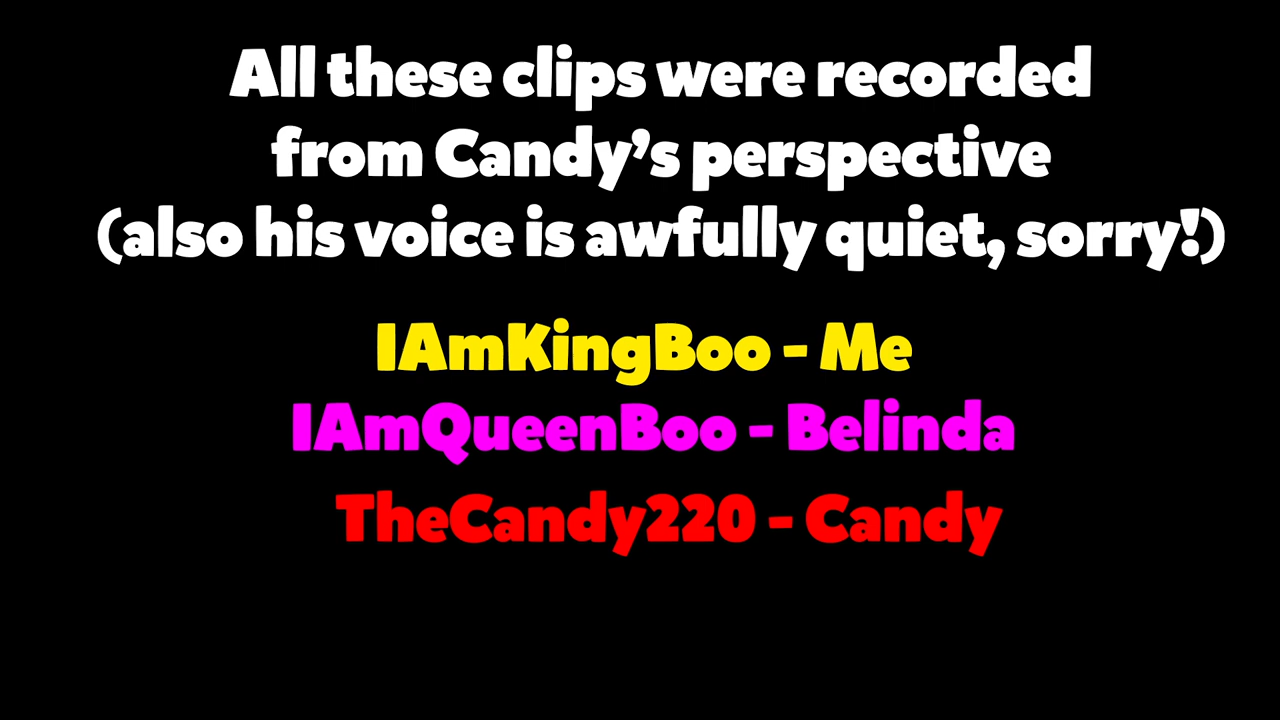 All these clips were recorded
from Candy's perspective
(also his voice is awfully quiet, sorry!)
IAmKingBoo - Me
IAmQueenBoo - Belinda
TheCandy220 - Candy